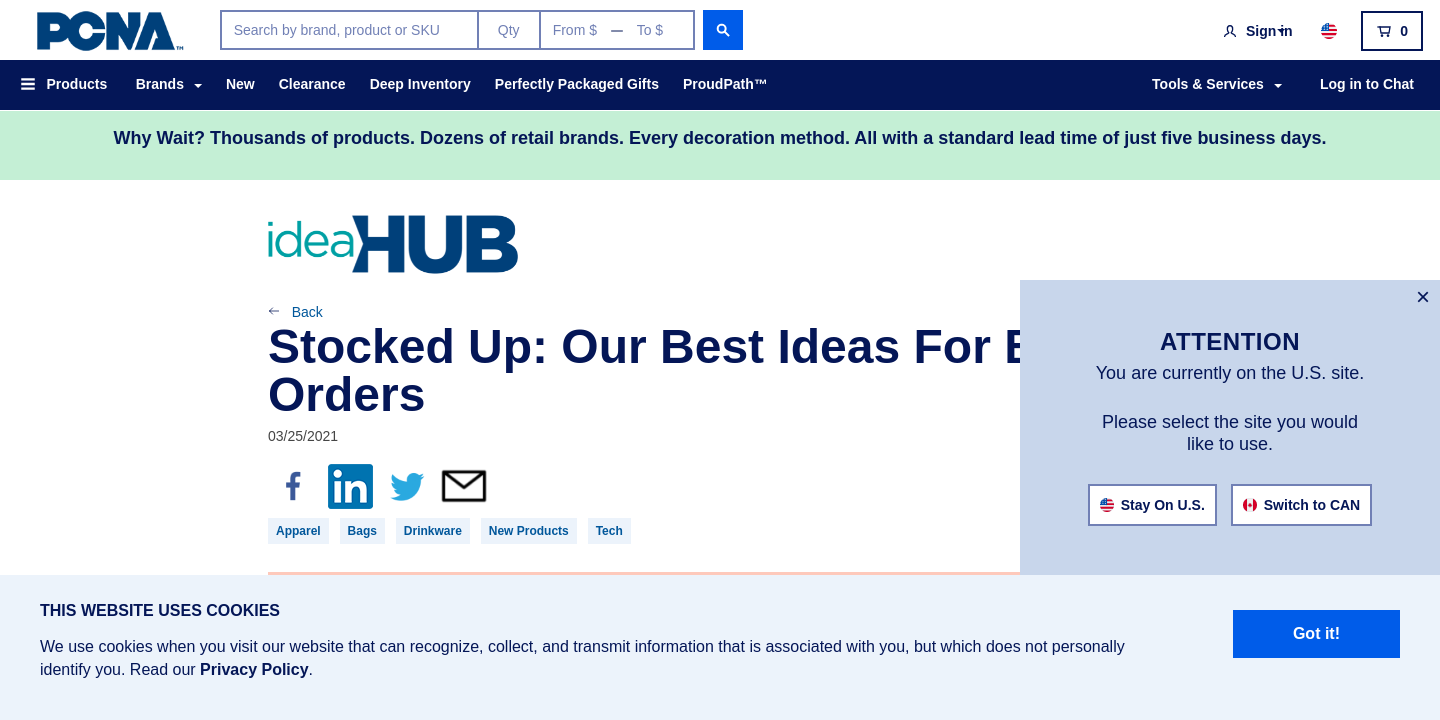 PCNA™
Search by brand, product or SKU
Qty
From $ — To $
Sign in
0
Products
Brands
New
Clearance
Deep Inventory
Perfectly Packaged Gifts
ProudPath™
Tools & Services
Log in to Chat
Why Wait? Thousands of products. Dozens of retail brands. Every decoration method. All with a standard lead time of just five business days.
ideaHUB
Back
Stocked Up: Our Best Ideas For
Orders
03/25/2021
Apparel
Bags
Drinkware
New Products
Tech
×
ATTENTION
You are currently on the U.S. site.
Please select the site you would
like to use.
Stay On U.S.
Switch to CAN
THIS WEBSITE USES COOKIES
We use cookies when you visit our website that can recognize, collect, and transmit information that is associated with you, but which does not personally
identify you. Read our Privacy Policy.
Got it!